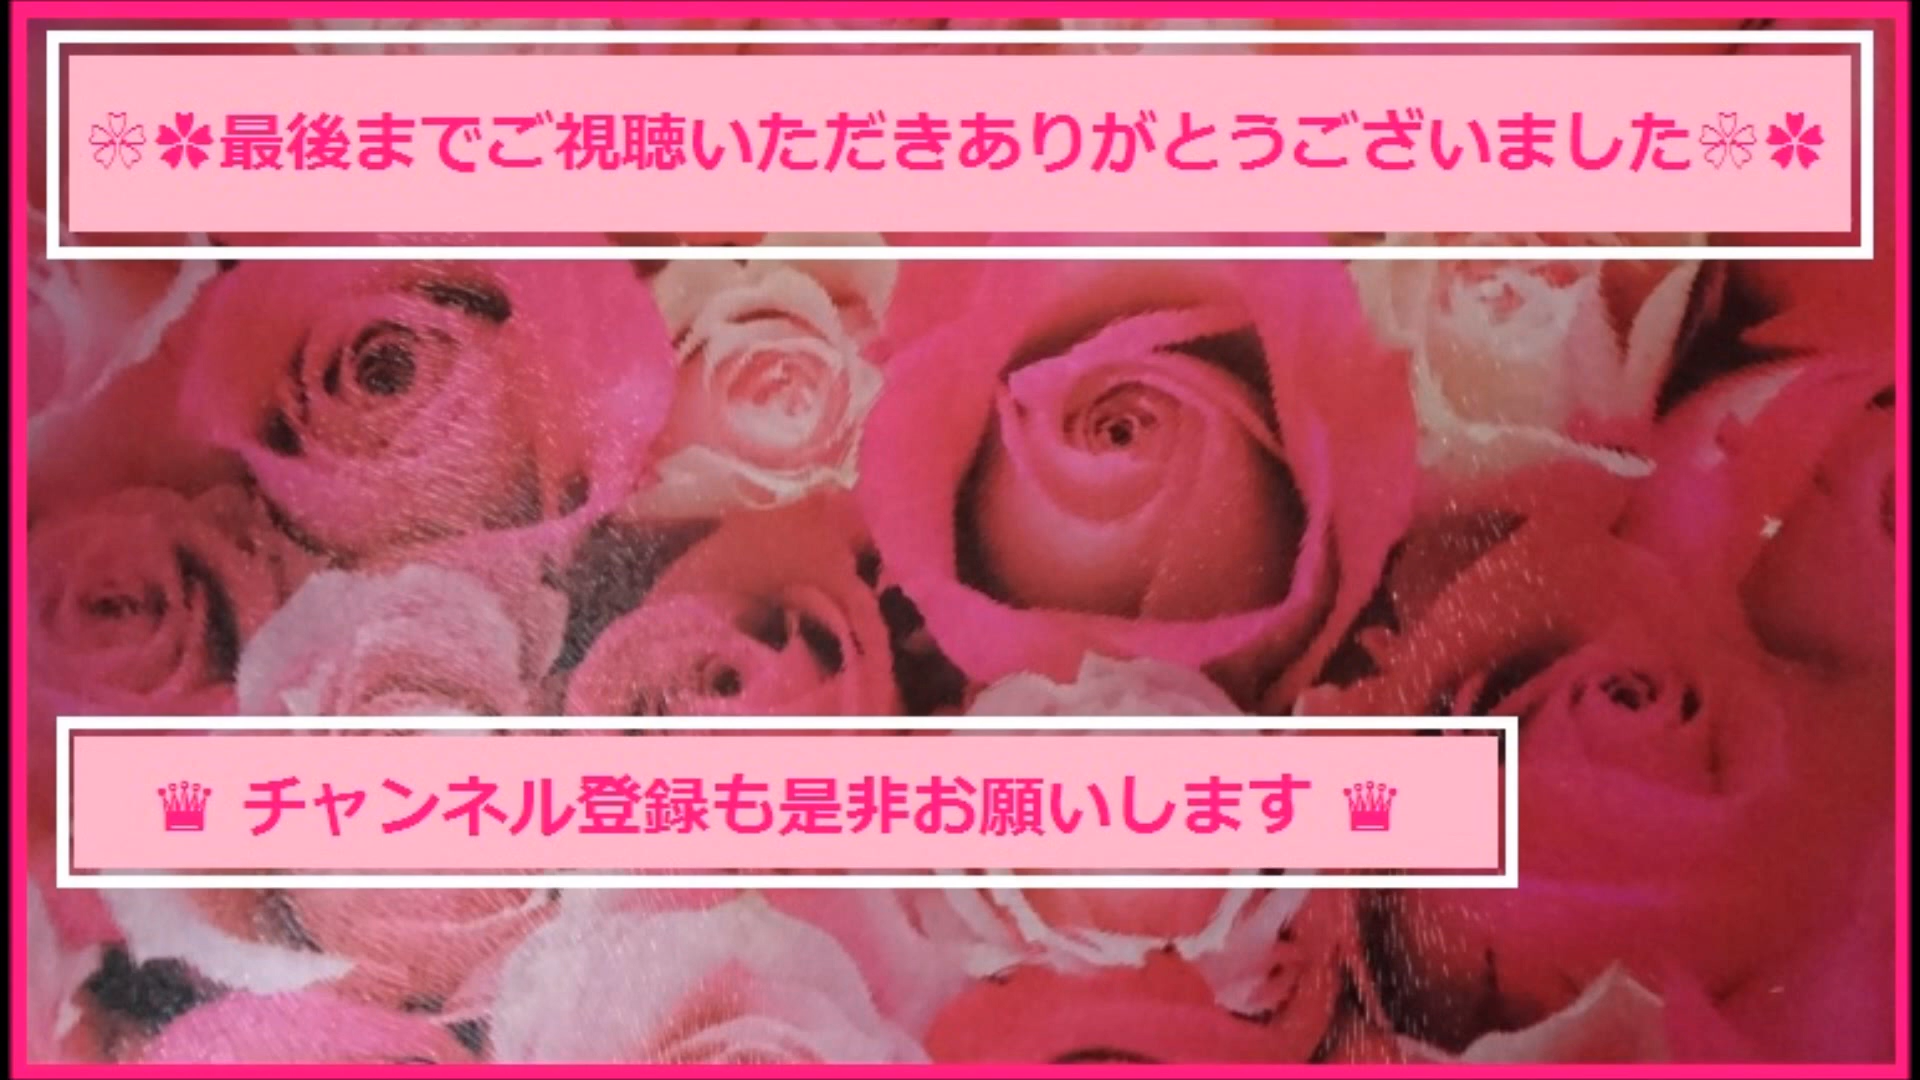 ❀✿最後までご視聴いただきありがとうございました❀✿
♛ チャンネル登録も是非お願いします ♛